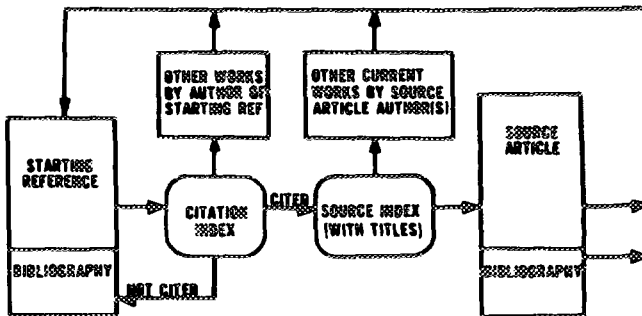 OTHER WORKS
BY AUTHOR OF
STARTING REF
OTHER CURRENT
WORKS BY SOURCE
ARTICLE AUTHOR(S)
STARTING
REFERENCE
SOURCE
ARTICLE
CITATION
INDEX
CITED
SOURCE INDEX
(WITH TITLES)
BIBLIOGRAPHY
NOT CITED
BIBLIOGRAPHY